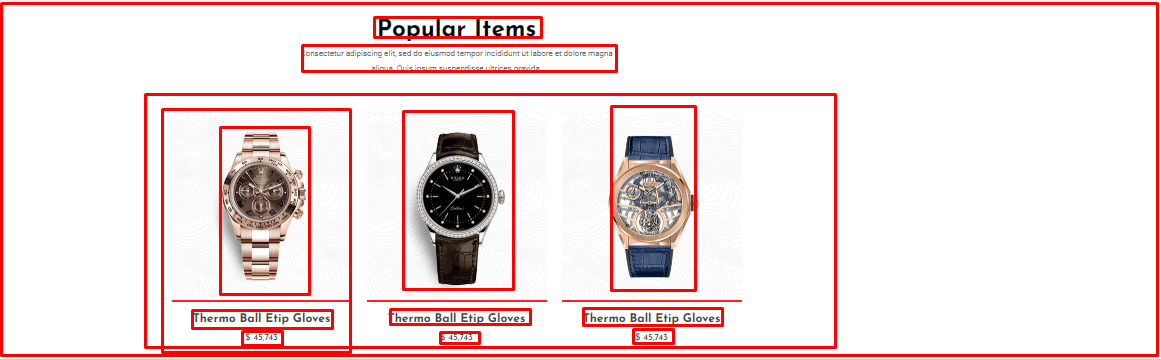 Popular Items
Consectetur adipiscing elit, sed do eiusmod tempor incididunt ut labore et dolore magna
aliqua. Quis ipsum suspendisse ultrices gravida.
Thermo Ball Etip Gloves
Thermo Ball Etip Gloves
Thermo Ball Etip Gloves
$ 45,743
$ 45,743
$ 45,743